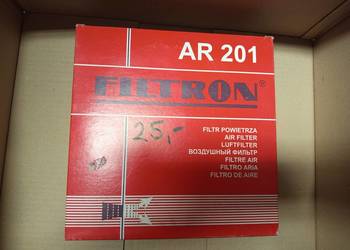 AR 201
FILTRON®
25,-
FILTR POWIETRZA
AIR FILTER
LUFTFILTER
ВОЗДУШНЫЙ ФИЛЬТР
FILTRE AIR
FILTRO ARIA
FILTRO DE AIRE